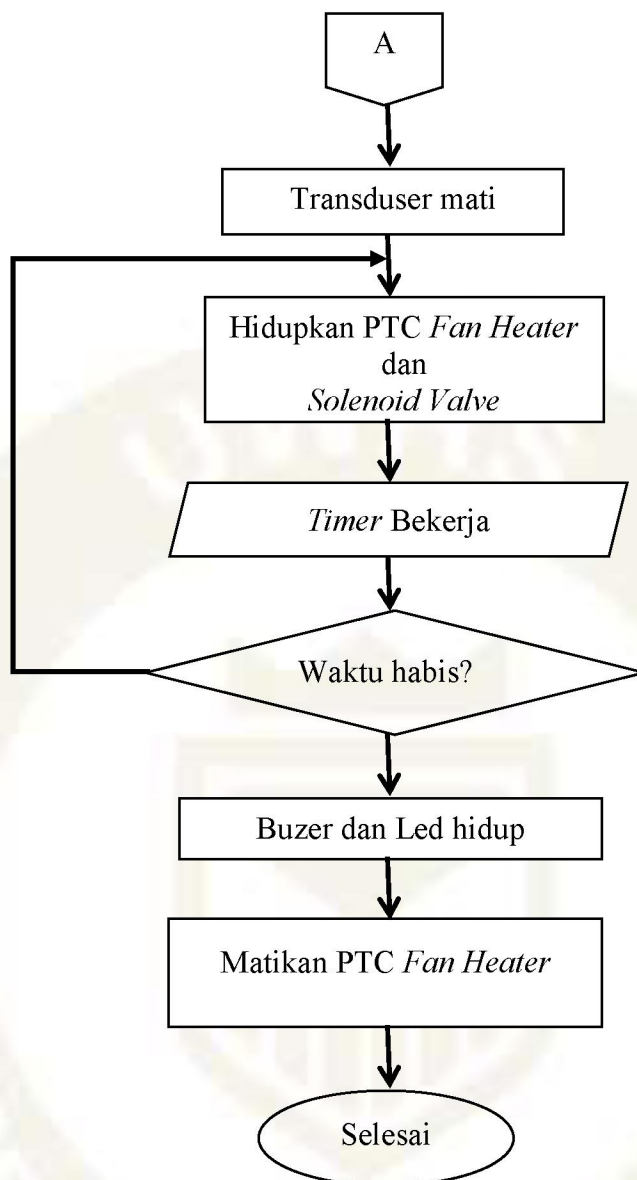 A
Transduser mati
Hidupkan PTC Fan Heater
dan
Solenoid Valve
Timer Bekerja
Waktu habis?
Buzer dan Led hidup
Matikan PTC Fan Heater
Selesai